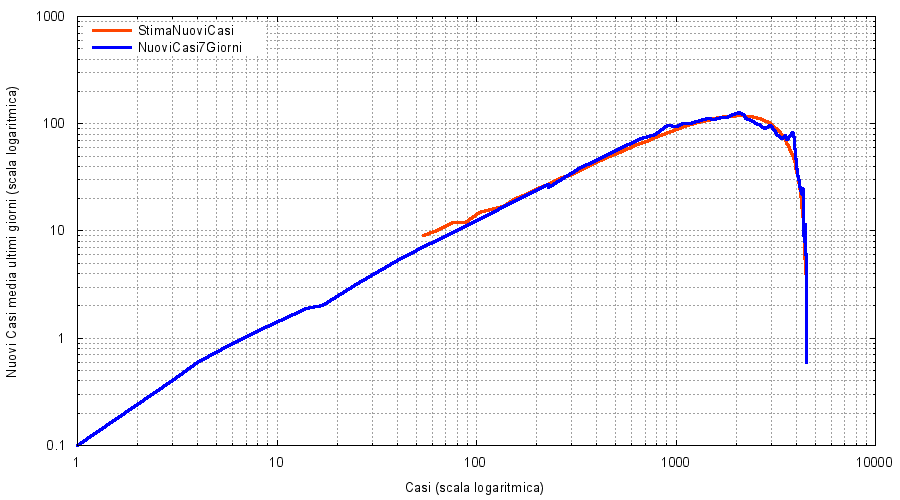 1000
StimaNuoviCasi
NuoviCasi7Giorni
100
10
1
0.1
Nuovi Casi media ultimi giorni (scala logaritmica)
1
10
100
1000
10000
Casi (scala logaritmica)